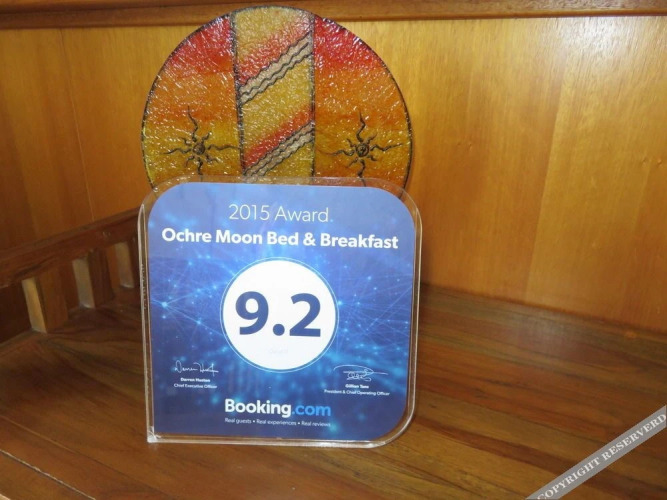 2015 Award
Ochre Moon Bed & Breakfast
9.2
Darren Huston
Chief Executive Officer
Gillian Tans
President & Chief Operating Officer
Booking.com
Real guests • Real experiences • Real reviews
COPYRIGHT RESERVERD